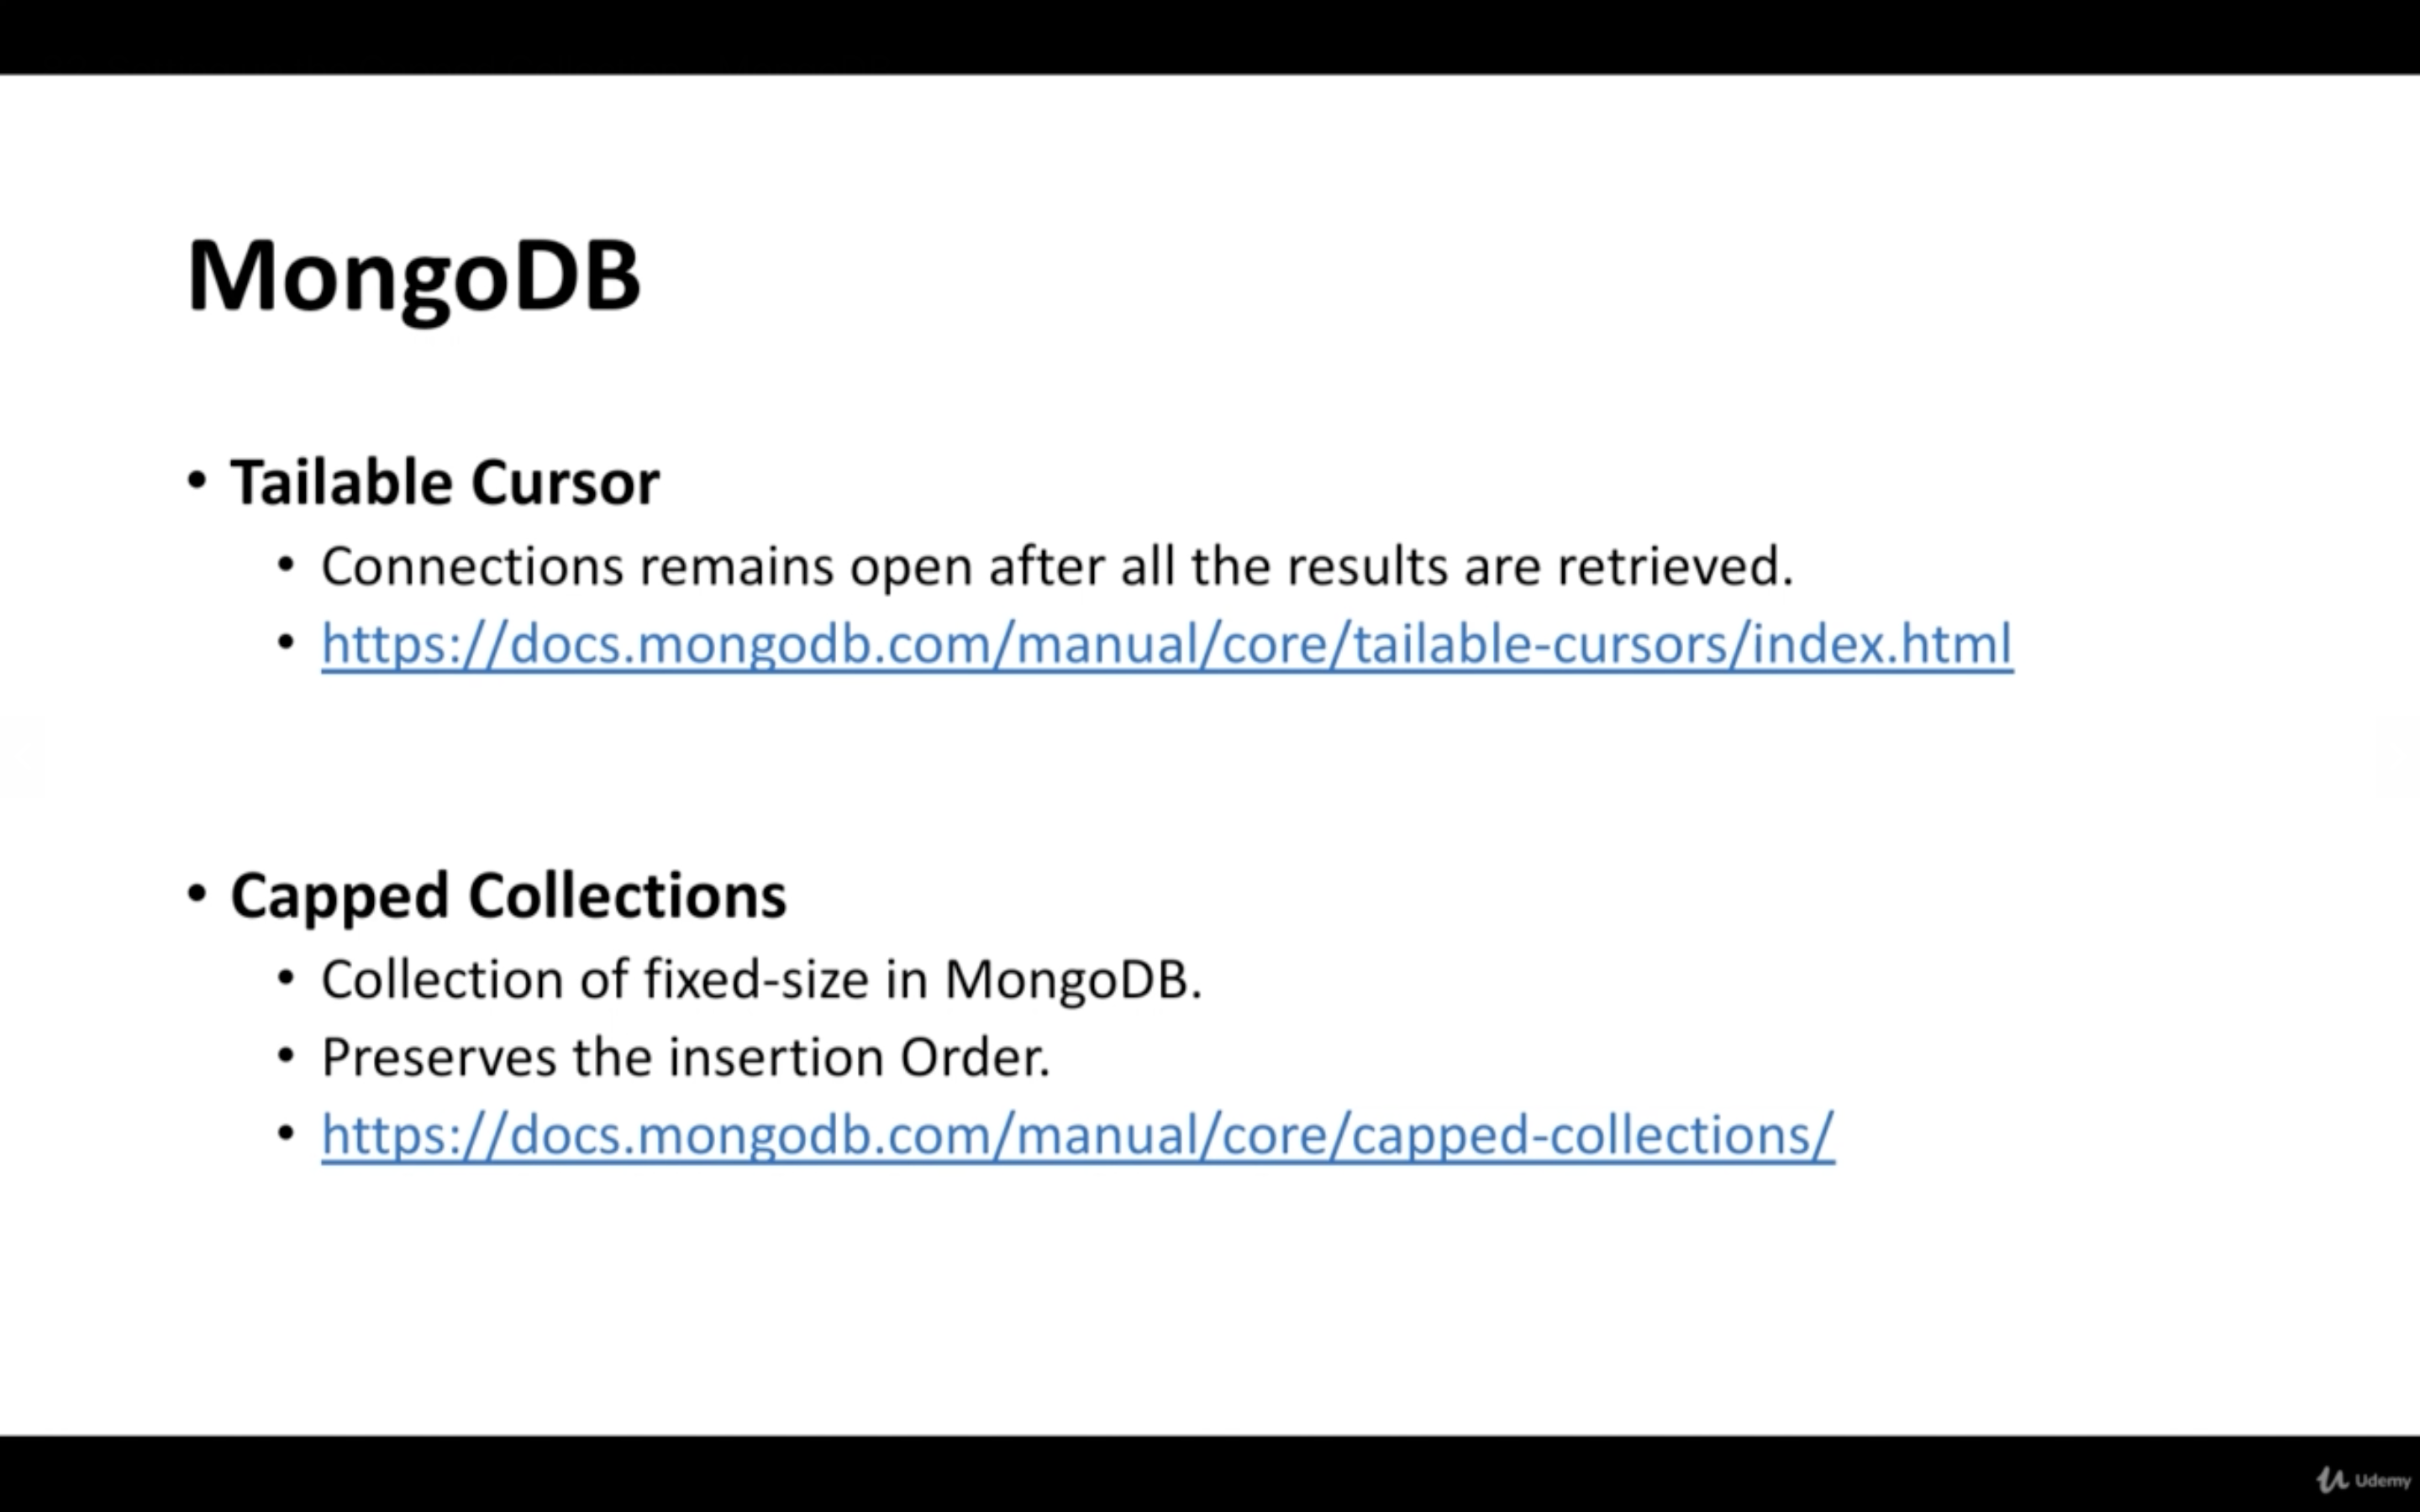 MongoDB
• Tailable Cursor
• Connections remains open after all the results are retrieved.
• https://docs.mongodb.com/manual/core/tailable-cursors/index.html
• Capped Collections
• Collection of fixed-size in MongoDB.
• Preserves the insertion Order.
• https://docs.mongodb.com/manual/core/capped-collections/
Udemy